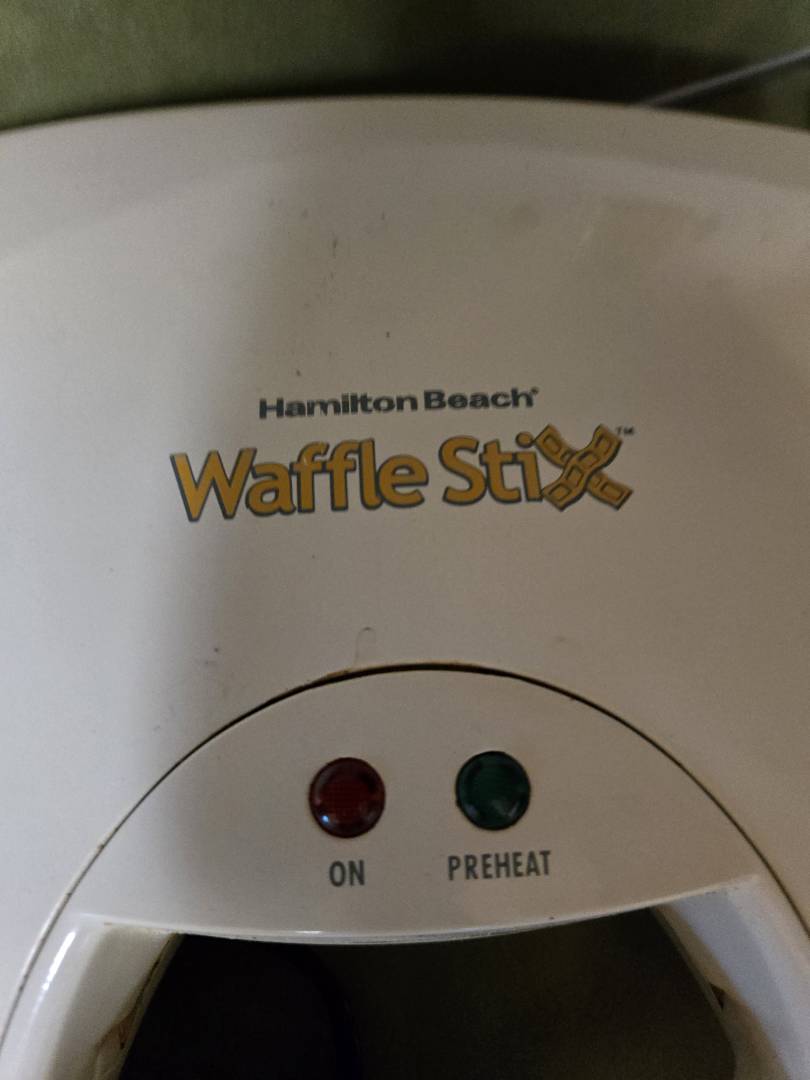 Hamilton Beach®
Waffle Stix™
ON PREHEAT